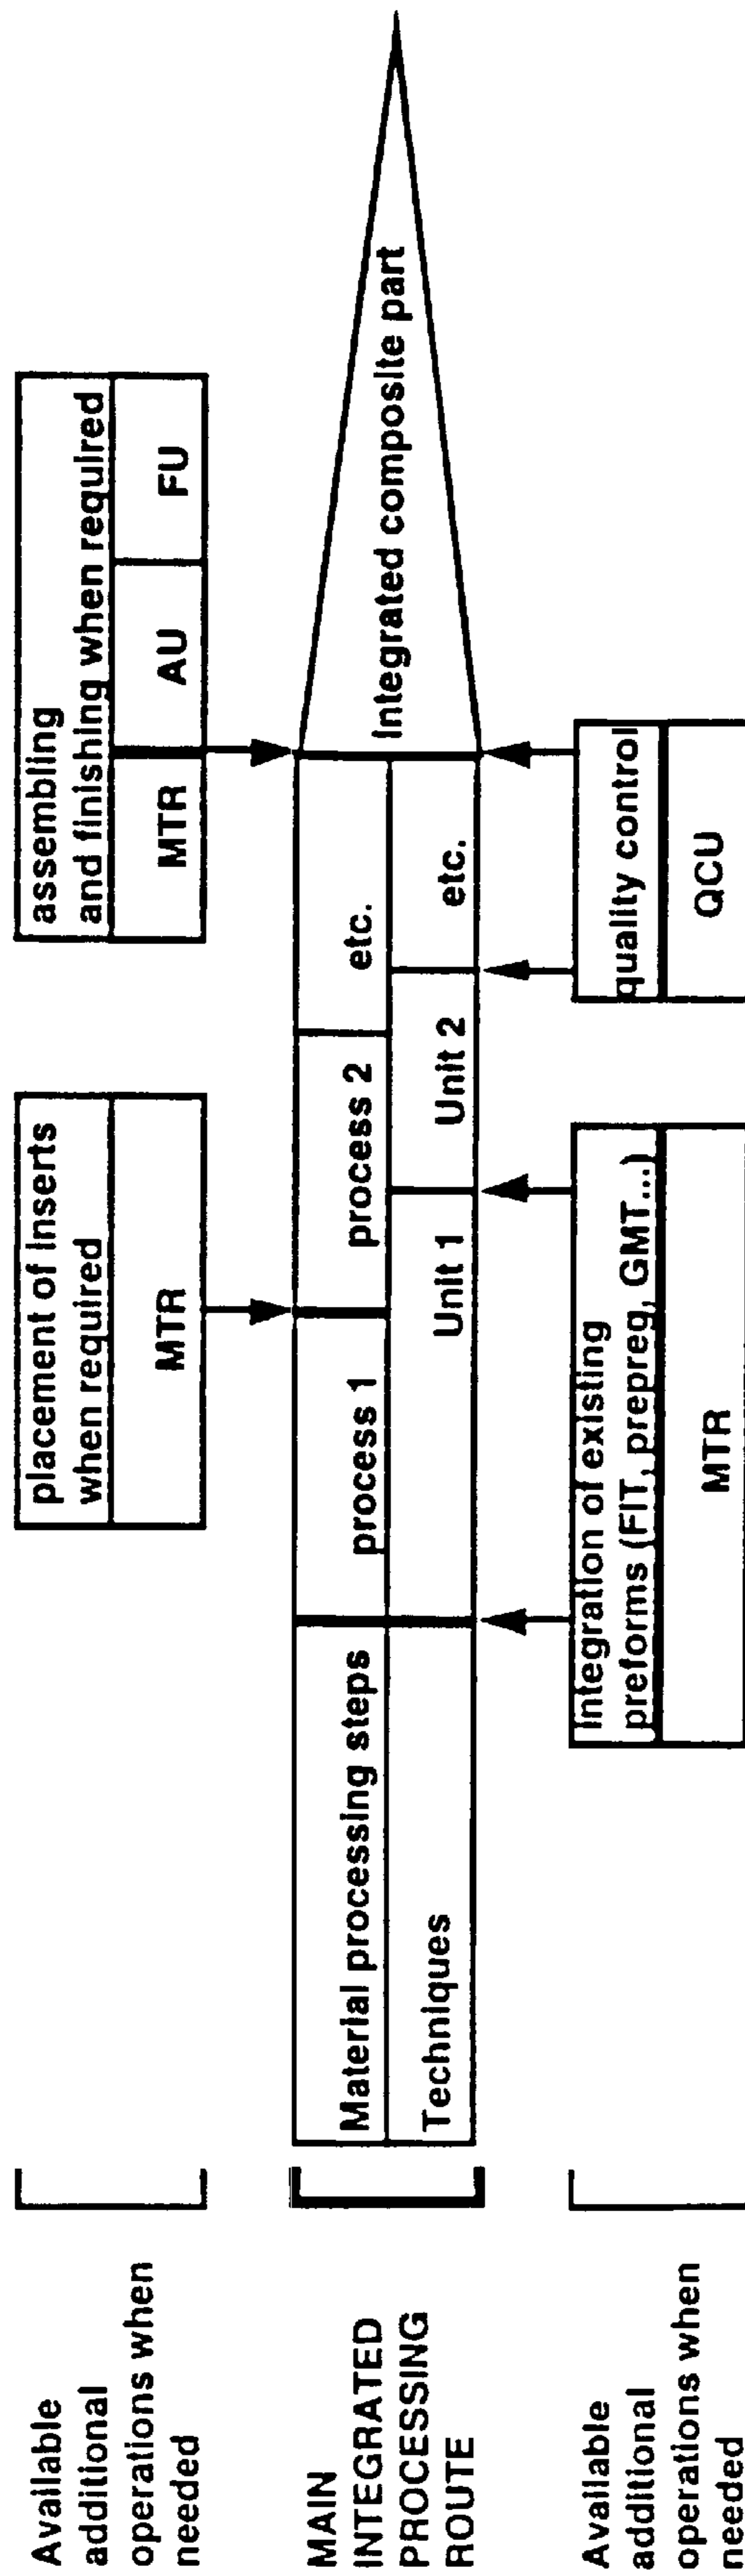 Available
additional
operations when
needed
placement of inserts
when required
MTR
assembling
and finishing when required
MTR
AU
FU
MAIN
INTEGRATED
PROCESSING
ROUTE
Material processing steps
process 1
process 2
etc.
Techniques
Unit 1
Unit 2
etc.
Integrated composite part
Available
additional
operations when
needed
Integration of existing
preforms (FIT, prepreg, GMT...)
MTR
quality control
QCU